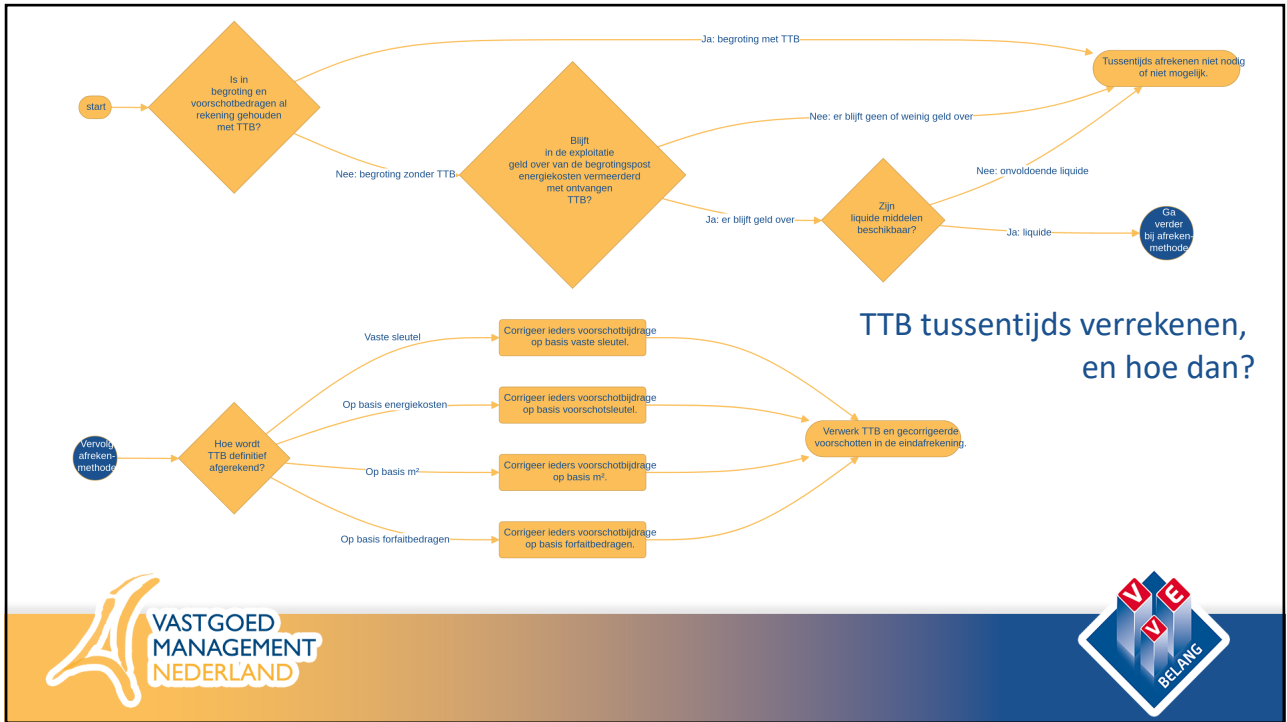 Ja: begroting met TTB
Is in
begroting en
voorschotbedragen al
rekening gehouden
met TTB?
start
Tussentijds afrekenen niet nodig
of niet mogelijk.
Nee: er blijft geen of weinig geld over
Blijft
in de exploitatie
geld over van de begrotingspost
energiekosten vermeerderd
met ontvangen
TTB?
Nee: begroting zonder TTB
Nee: onvoldoende liquide
Ja: er blijft geld over
Zijn
liquide middelen
beschikbaar?
Ja: liquide
Ga
verder
bij afreken-
methode
TTB tussentijds verrekenen,
en hoe dan?
Vervolg
afreken-
methode
Hoe wordt
TTB definitief
afgerekend?
Vaste sleutel
Corrigeer ieders voorschotbijdrage
op basis vaste sleutel.
Op basis energiekosten
Corrigeer ieders voorschotbijdrage
op basis voorschotsleutel.
Op basis m²
Corrigeer ieders voorschotbijdrage
op basis m².
Op basis forfaitbedragen
Corrigeer ieders voorschotbijdrage
op basis forfaitbedragen.
Verwerk TTB en gecorrigeerde
voorschotten in de eindafrekening.
VASTGOED
MANAGEMENT
NEDERLAND
V V E
BELANG